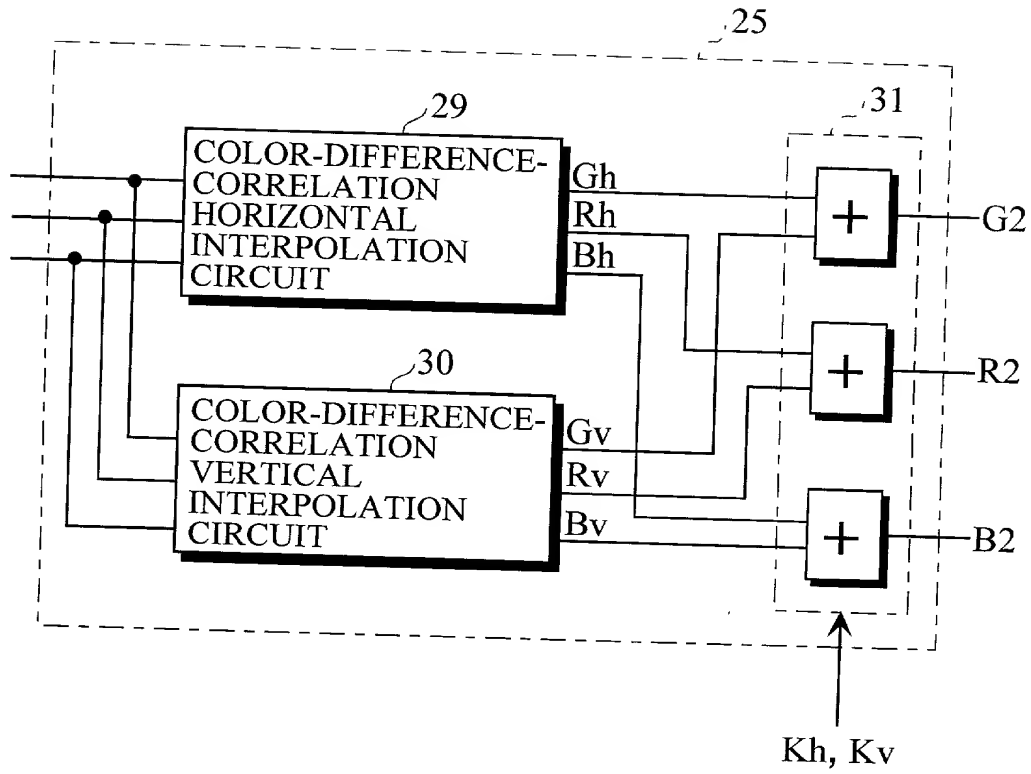 25
29
31
COLOR-DIFFERENCE-
CORRELATION
HORIZONTAL
INTERPOLATION
CIRCUIT
Gh
Rh
Bh
+
G2
30
COLOR-DIFFERENCE-
CORRELATION
VERTICAL
INTERPOLATION
CIRCUIT
Gv
Rv
Bv
+
R2
+
B2
Kh, Kv